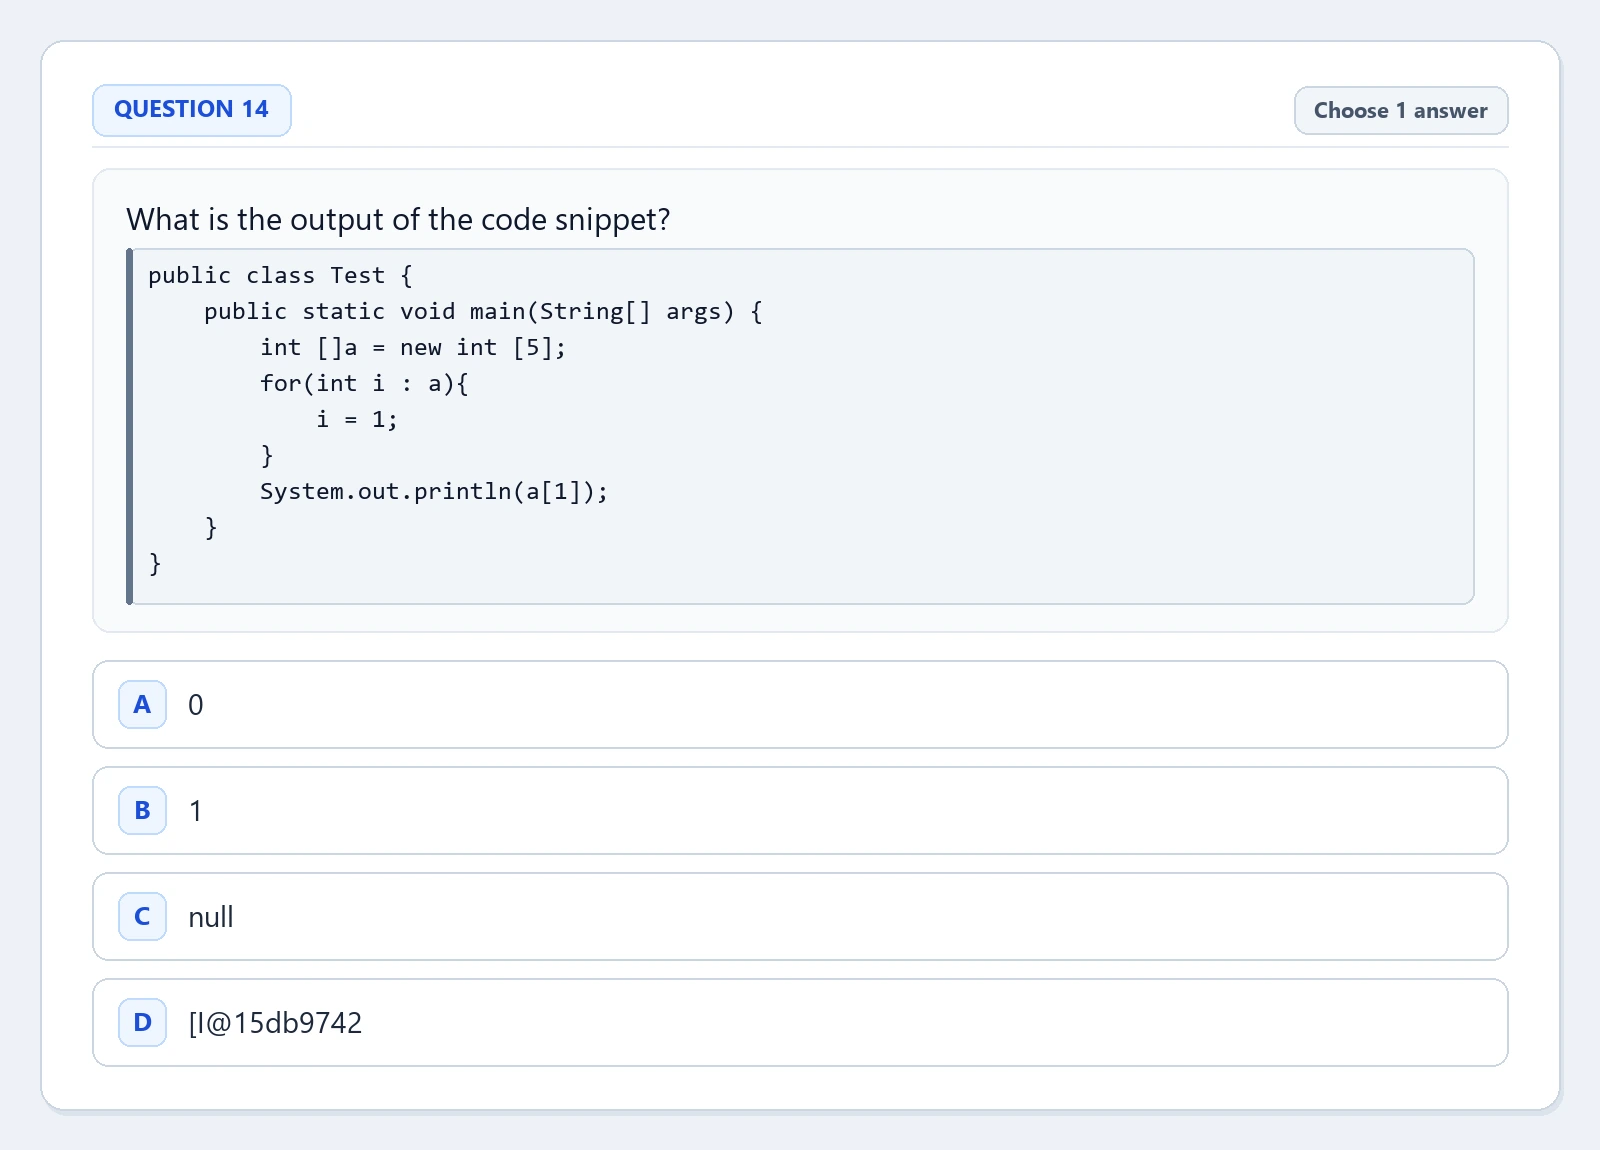 QUESTION 14
Choose 1 answer
What is the output of the code snippet?
public class Test {
    public static void main(String[] args) {
        int []a = new int [5];
        for(int i : a){
            i = 1;
        }
        System.out.println(a[1]);
    }
}
A 0
B 1
C null
D [I@15db9742